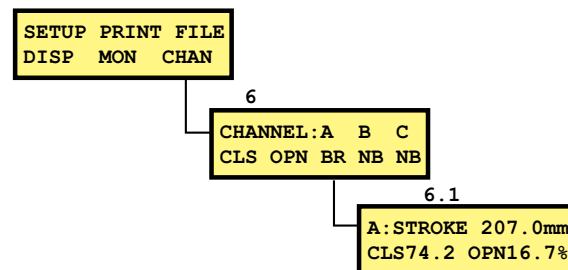 SETUP PRINT FILE
DISP MON CHAN
6
CHANNEL:A B C
CLS OPN BR NB NB
6.1
A:STROKE 207.0mm
CLS74.2 OPN16.7%